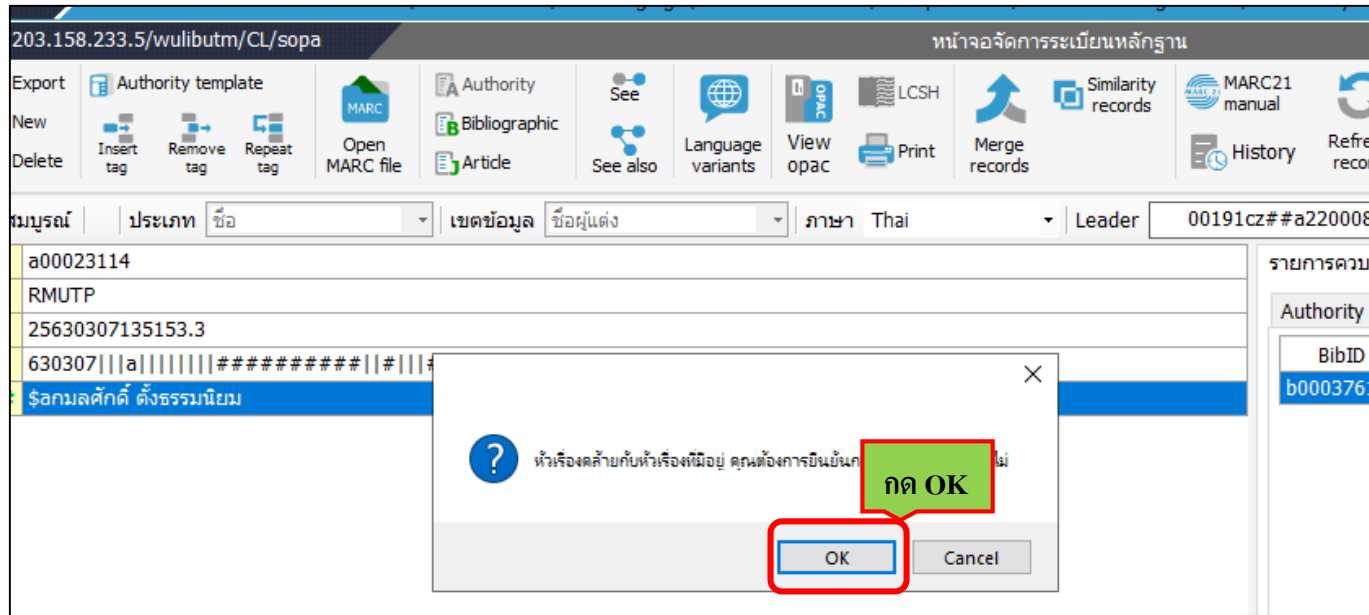 203.158.233.5/wulibutm/CL/sopa
หน้าจอจัดการระเบียนหลักฐาน
Export
Authority template
New
Delete
Insert tag
Remove tag
Repeat tag
MARC
Open MARC file
Authority
Bibliographic
Article
See
See also
Language variants
OPAC
View opac
LCSH
Print
Merge records
Similarity records
MARC21 manual
History
ประเภท ชื่อ
เขตข้อมูล ชื่อผู้แต่ง
ภาษา Thai
Leader 00191cz##a220008
a00023114
RMUTP
25630307135153.3
630307|||a||||||||##########||#|||
$aกมลศักดิ์ ตั้งธรรมนิยม
Authority
BibID
หัวเรื่องคล้ายกับหัวเรื่องที่มีอยู่ คุณต้องการยืนยัน
กด OK
OK
Cancel